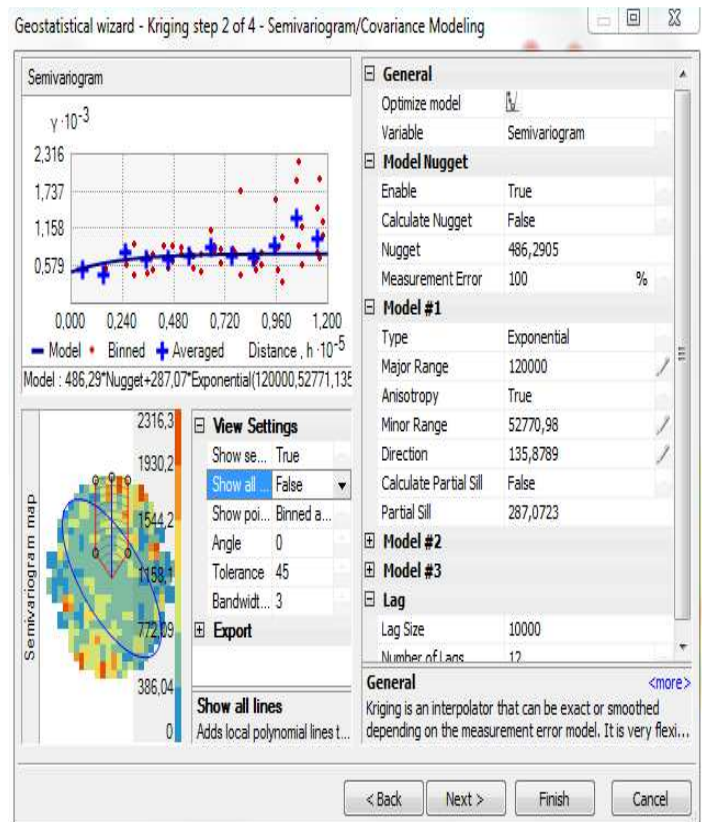 Geostatistical wizard - Kriging step 2 of 4 - Semivariogram/Covariance Modeling
Semivariogram
γ ·10⁻³
2,316
1,737
1,158
0,579
0.000 0,240 0,480 0,720 0,960 1,200
Model Binned Averaged Distance , h ·10⁻⁵
Model : 486,29*Nugget+287,07*Exponential(120000,52771,135
Semivariogram map
2316,3
1930,2
1544,2
1158,1
772,09
386,04
0
View Settings
Show se... True
Show all ... False
Show poi... Binned a...
Angle 0
Tolerance 45
Bandwidt... 3
Export
Show all lines
Adds local polynomial lines t...
General
Optimize model
Variable Semivariogram
Model Nugget
Enable True
Calculate Nugget False
Nugget 486,2905
Measurement Error 100 %
Model #1
Type Exponential
Major Range 120000
Anisotropy True
Minor Range 52770,98
Direction 135,8789
Calculate Partial Sill False
Partial Sill 287,0723
Model #2
Model #3
Lag
Lag Size 10000
Number of Lags 12
General <more>
Kriging is an interpolator that can be exact or smoothed
depending on the measurement error model. It is very flexi...
< Back Next > Finish Cancel